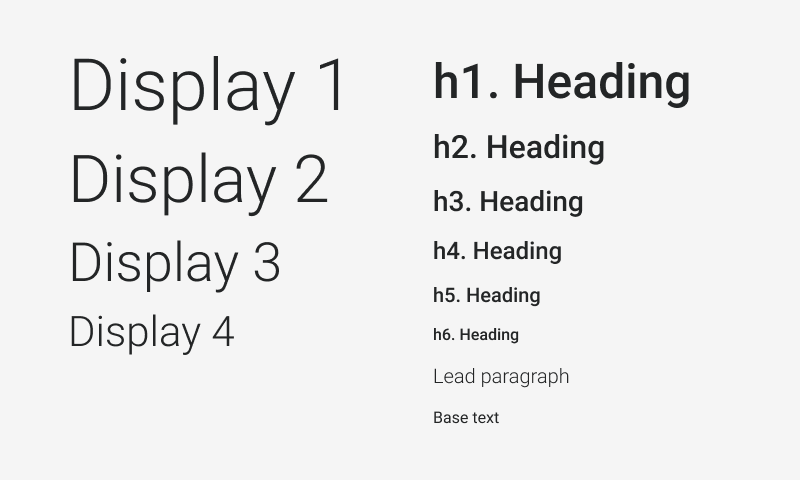 Display 1
Display 2
Display 3
Display 4
h1. Heading
h2. Heading
h3. Heading
h4. Heading
h5. Heading
h6. Heading
Lead paragraph
Base text